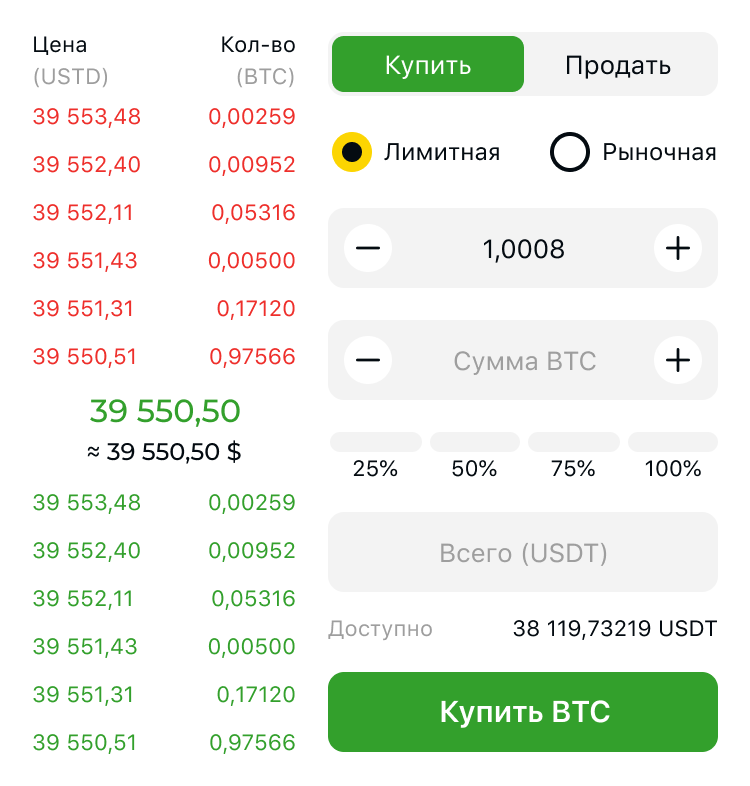 Цена Кол-во
(USTD) (BTC)
39 553,48 0,00259
39 552,40 0,00952
39 552,11 0,05316
39 551,43 0,00500
39 551,31 0,17120
39 550,51 0,97566
39 550,50
≈ 39 550,50 $
39 553,48 0,00259
39 552,40 0,00952
39 552,11 0,05316
39 551,43 0,00500
39 551,31 0,17120
39 550,51 0,97566
Купить Продать
Лимитная Рыночная
1,0008
Сумма BTC
25% 50% 75% 100%
Всего (USDT)
Доступно 38 119,73219 USDT
Купить BTC